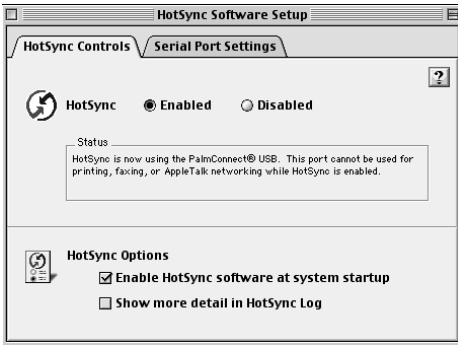 HotSync Software Setup
HotSync Controls Serial Port Settings
?
HotSync Enabled Disabled
Status
HotSync is now using the PalmConnect® USB. This port cannot be used for
printing, faxing, or AppleTalk networking while HotSync is enabled.
HotSync Options
Enable HotSync software at system startup
Show more detail in HotSync Log